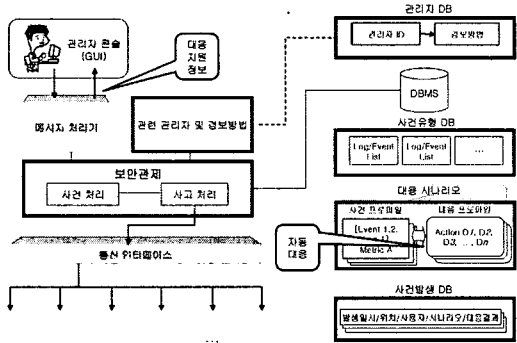 관리자 콘솔
(GUI)
대응
지원
정보
메시지 처리기
관련 관리자 및 경보방법
보안관제
사건 처리
사고 처리
통신 인터페이스
자동
대응
관리자 DB
관리자 ID
경보방법
DBMS
사건유형 DB
Log/Event
List
Log/Event
List
...
대응 시나리오
사건 프로파일
[Event 1,2,
Metric A
대응 프로파일
Action D1, D2,
D3, ... , Dn
사건발생 DB
발생일시/위치/사용자/시나리오/대응결과
...